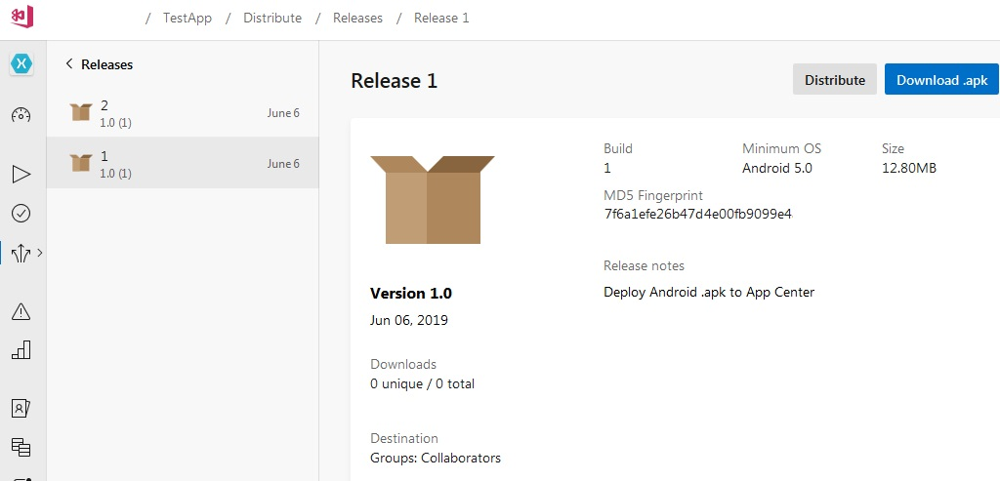 / TestApp / Distribute / Releases / Release 1
Releases
2
1.0 (1)
June 6
1
1.0 (1)
June 6
Release 1
Distribute
Download .apk
Build
1
Minimum OS
Android 5.0
Size
12.80MB
MD5 Fingerprint
7f6a1efe26b47d4e00fb9099e4
Release notes
Deploy Android .apk to App Center
Version 1.0
Jun 06, 2019
Downloads
0 unique / 0 total
Destination
Groups: Collaborators